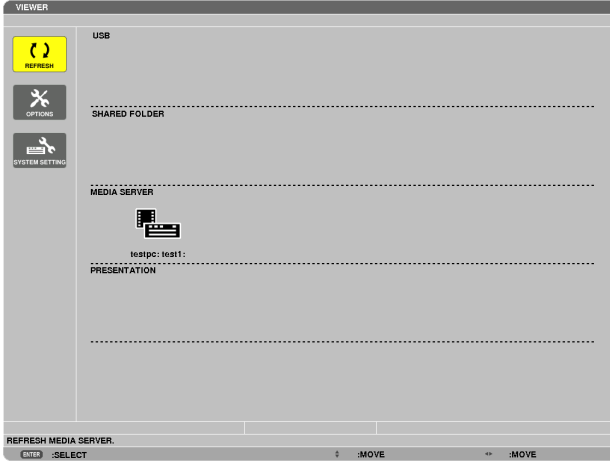 VIEWER
USB
REFRESH
OPTIONS
SHARED FOLDER
SYSTEM SETTING
MEDIA SERVER
testpc: test1:
PRESENTATION
REFRESH MEDIA SERVER.
ENTER :SELECT :MOVE :MOVE